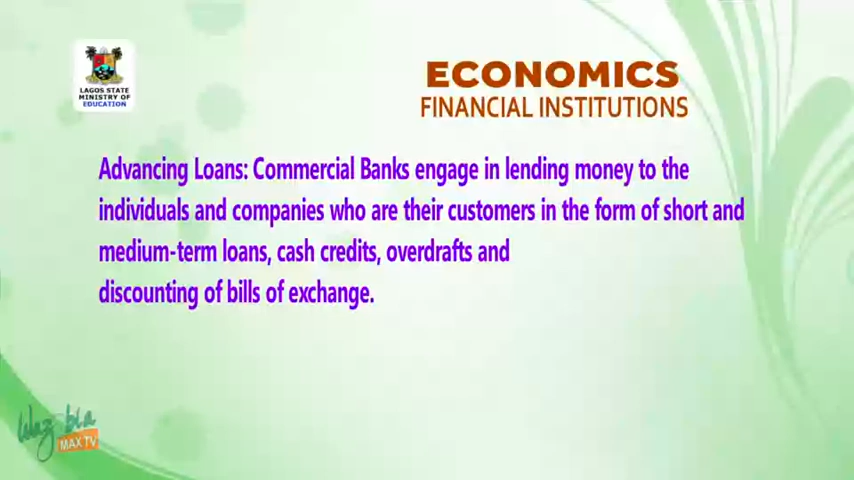 LAGOS STATE
MINISTRY OF
EDUCATION
ECONOMICS
FINANCIAL INSTITUTIONS
Advancing Loans: Commercial Banks engage in lending money to the
individuals and companies who are their customers in the form of short and
medium-term loans, cash credits, overdrafts and
discounting of bills of exchange.
MAX TV